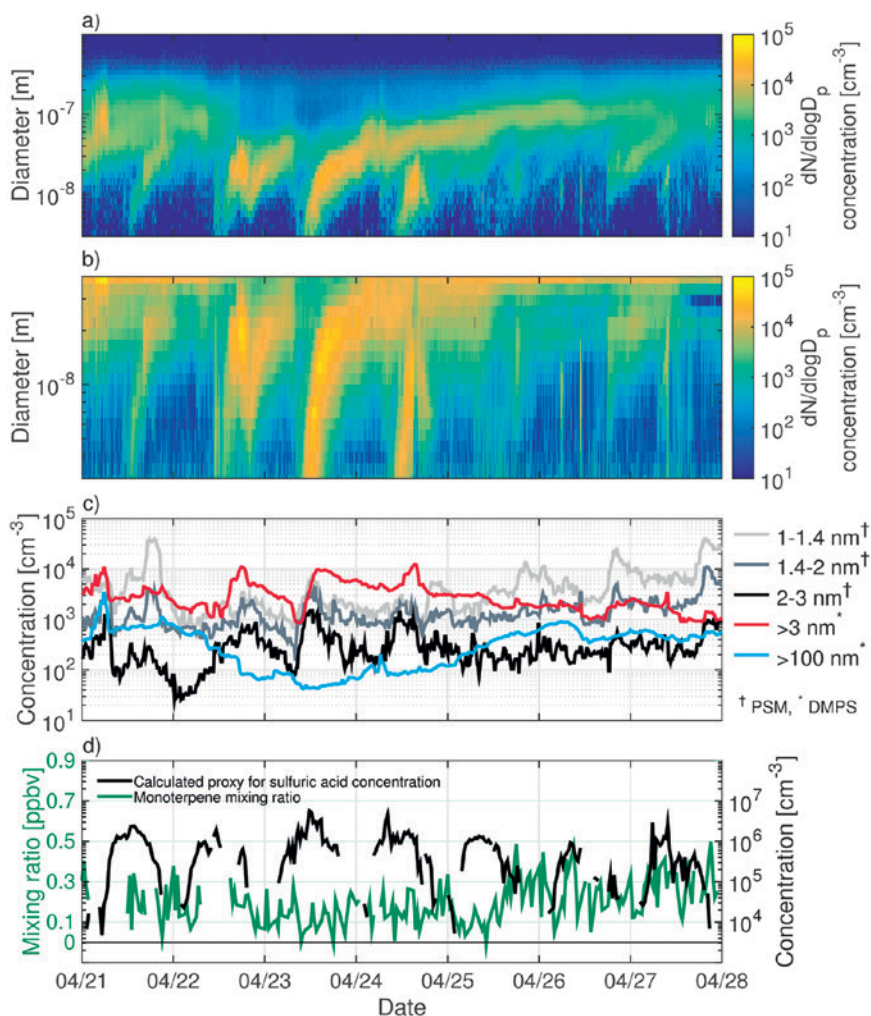 a)
Diameter [m]
10^-7
10^-8
10^5
10^4
10^3
10^2
10^1
dN/dlogD_p
concentration [cm^-3]
b)
Diameter [m]
10^-8
10^5
10^4
10^3
10^2
10^1
dN/dlogD_p
concentration [cm^-3]
c)
Concentration [cm^-3]
10^5
10^4
10^3
10^2
10^1
1-1.4 nm†
1.4-2 nm†
2-3 nm†
>3 nm*
>100 nm*
† PSM, * DMPS
d)
Mixing ratio [ppbv]
0.9
0.7
0.5
0.3
0.1
0
Calculated proxy for sulfuric acid concentration
Monoterpene mixing ratio
10^7
10^6
10^5
10^4
Concentration [cm^-3]
04/21 04/22 04/23 04/24 04/25 04/26 04/27 04/28
Date